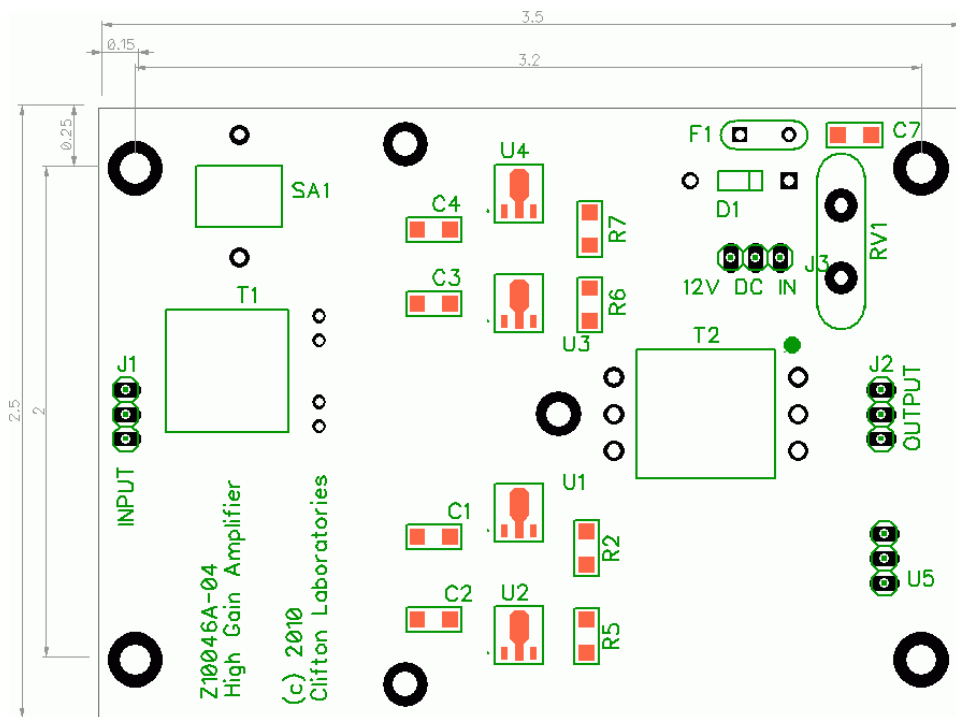 3.5
0.15
3.2
0.25
F1
C7
U4
SA1
D1
C4
R7
RV1
J3
12V DC IN
T1
C3
R6
U3
T2
J1
J2
2.5
2
OUTPUT
INPUT
U1
C1
R2
U5
C2
U2
R5
Z10046A-04
High Gain Amplifier
(c) 2010
Clifton Laboratories